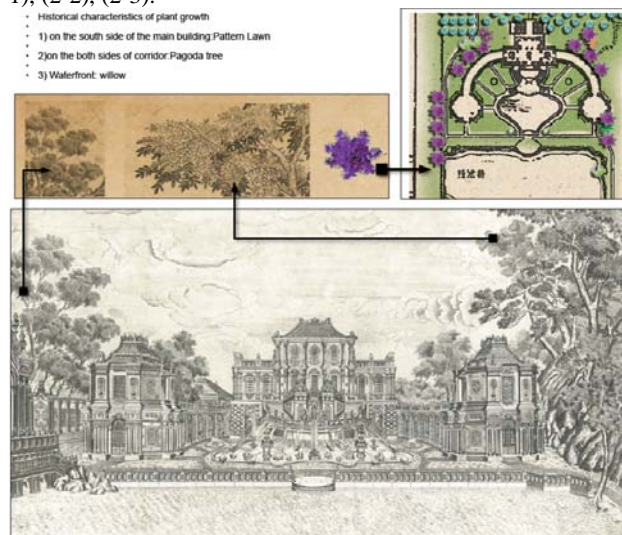 1), (2-2), (2-3).
• Historical characteristics of plant growth
• 1) on the south side of the main building:Pattern Lawn
• 2)on the both sides of corridor:Pagoda tree
• 3) Waterfront: willow